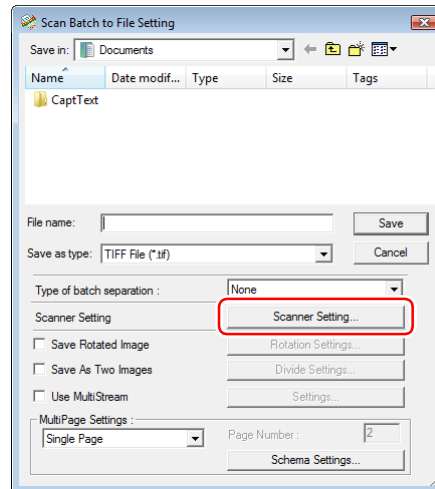 Scan Batch to File Setting
Save in: Documents
Name Date modif... Type Size Tags
CaptText
File name: Save
Save as type: TIFF File (*.tif) Cancel
Type of batch separation : None
Scanner Setting Scanner Setting...
Save Rotated Image Rotation Settings...
Save As Two Images Divide Settings...
Use MultiStream Settings...
MultiPage Settings :
Single Page Page Number : 2
Schema Settings...